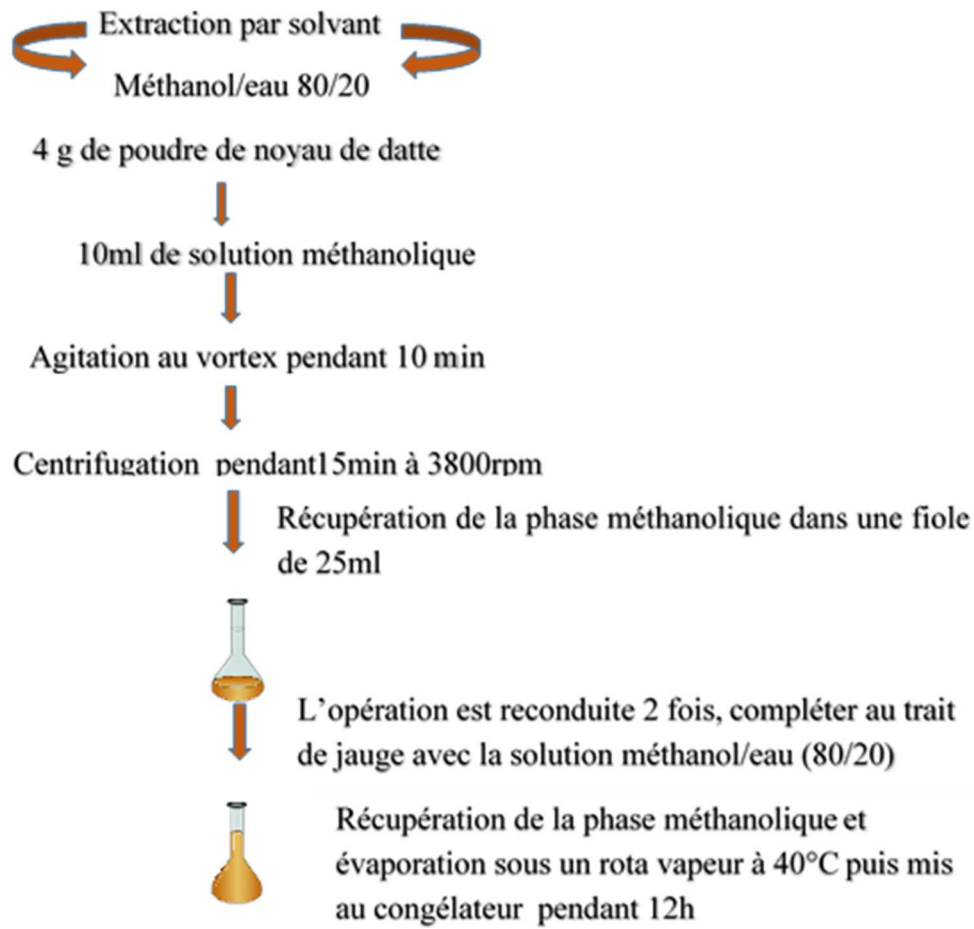 Extraction par solvant
Méthanol/eau 80/20
4 g de poudre de noyau de datte
10ml de solution méthanolique
Agitation au vortex pendant 10 min
Centrifugation pendant15min à 3800rpm
Récupération de la phase méthanolique dans une fiole
de 25ml
L’opération est reconduite 2 fois, compléter au trait
de jauge avec la solution méthanol/eau (80/20)
Récupération de la phase méthanolique et
évaporation sous un rota vapeur à 40°C puis mis
au congélateur pendant 12h